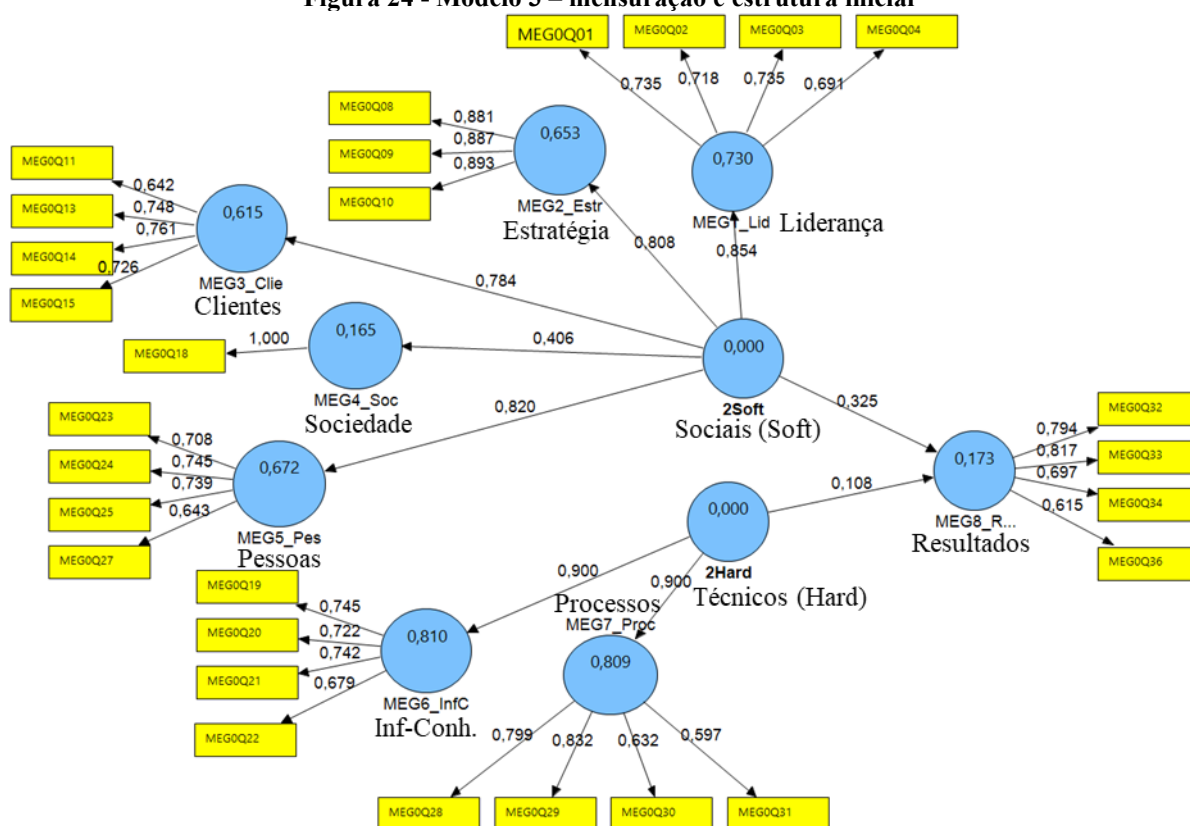 Figura 24 - Modelo – mensuração e estrutura inicial
MEG0Q01
MEG0Q02
MEG0Q03
MEG0Q04
0,735
0,718
0,735
0,691
0,730
MEG1_Lid
Liderança
0,854
MEG0Q08
MEG0Q09
MEG0Q10
0,881
0,887
0,893
0,653
MEG2_Estr
Estratégia
0,808
MEG0Q11
MEG0Q13
MEG0Q14
MEG0Q15
0,642
0,748
0,761
0,726
0,615
MEG3_Clie
Clientes
0,784
MEG0Q18
1,000
0,165
MEG4_Soc
Sociedade
0,406
0,000
2Soft
Sociais (Soft)
0,325
MEG0Q23
MEG0Q24
MEG0Q25
MEG0Q27
0,708
0,745
0,739
0,643
0,672
MEG5_Pes
Pessoas
0,820
0,173
MEG8_R...
Resultados
0,794
0,817
0,697
0,615
MEG0Q32
MEG0Q33
MEG0Q34
MEG0Q36
0,108
0,000
2Hard
Técnicos (Hard)
0,900
0,900
MEG0Q19
MEG0Q20
MEG0Q21
MEG0Q22
0,745
0,722
0,742
0,679
0,810
MEG6_InfC
Inf-Conh.
Processos
MEG7_Proc
0,809
0,799
0,832
0,632
0,597
MEG0Q28
MEG0Q29
MEG0Q30
MEG0Q31